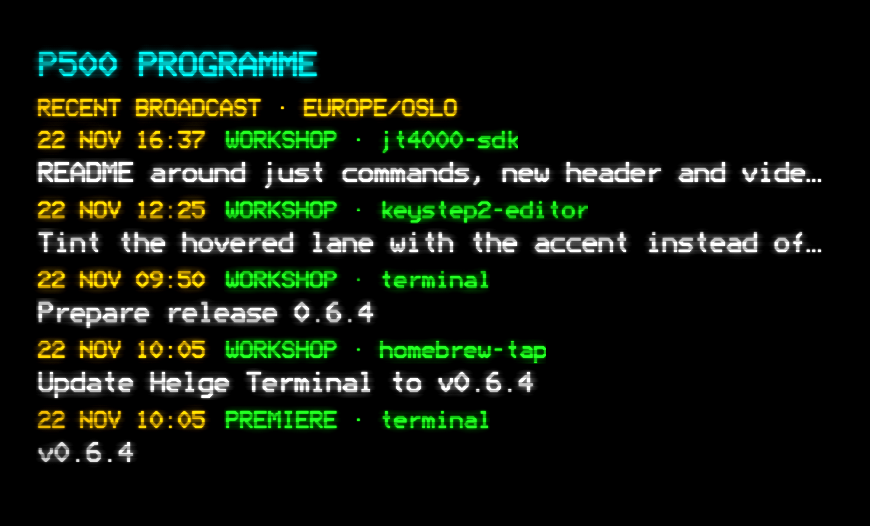 P500 PROGRAMME
RECENT BROADCAST · EUROPE/OSLO
22 NOV 16:37 WORKSHOP · jt4000-sdk
README around just commands, new header and vide…
22 NOV 12:25 WORKSHOP · keystep2-editor
Tint the hovered lane with the accent instead of…
22 NOV 09:50 WORKSHOP · terminal
Prepare release 0.6.4
22 NOV 10:05 WORKSHOP · homebrew-tap
Update Helge Terminal to v0.6.4
22 NOV 10:05 PREMIERE · terminal
v0.6.4